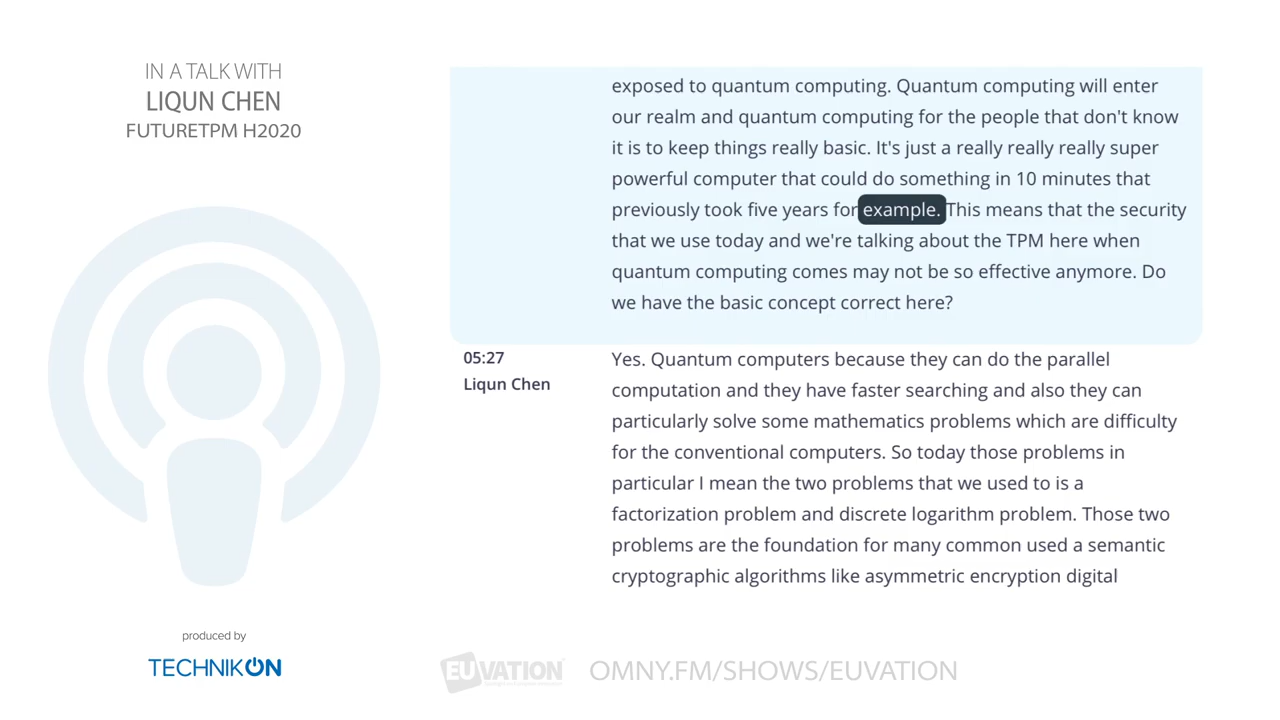 IN A TALK WITH
LIQUN CHEN
FUTURETPM H2020
exposed to quantum computing. Quantum computing will enter
our realm and quantum computing for the people that don't know
it is to keep things really basic. It's just a really really really super
powerful computer that could do something in 10 minutes that
previously took five years for example. This means that the security
that we use today and we're talking about the TPM here when
quantum computing comes may not be so effective anymore. Do
we have the basic concept correct here?
05:27
Liqun Chen
Yes. Quantum computers because they can do the parallel
computation and they have faster searching and also they can
particularly solve some mathematics problems which are difficulty
for the conventional computers. So today those problems in
particular I mean the two problems that we used to is a
factorization problem and discrete logarithm problem. Those two
problems are the foundation for many common used a semantic
cryptographic algorithms like asymmetric encryption digital
produced by
TECHNIKON
EUVATION
OMNY.FM/SHOWS/EUVATION